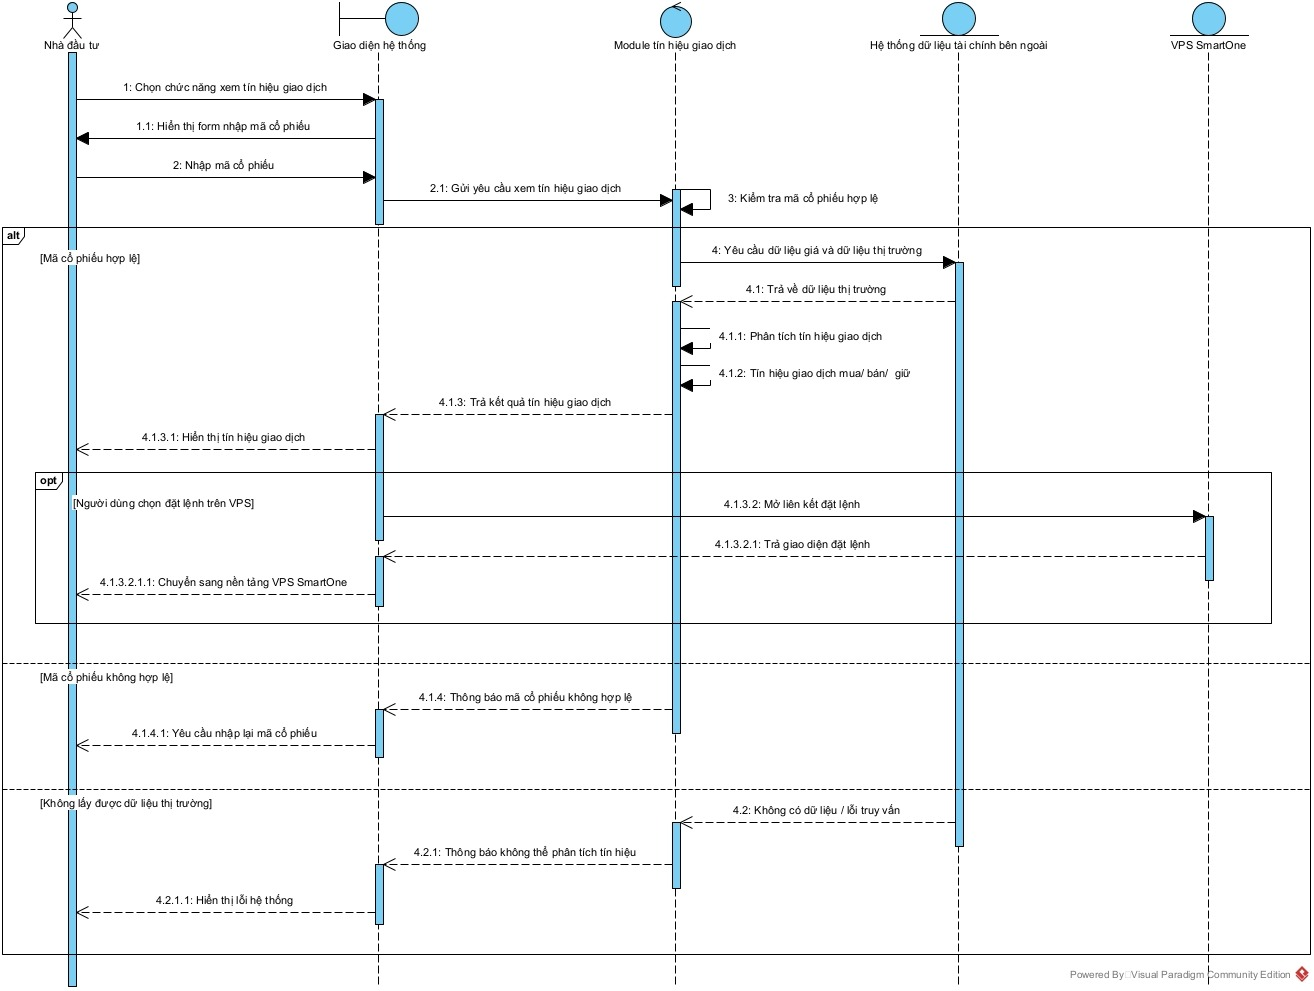 Nhà đầu tư
Giao diện hệ thống
Module tín hiệu giao dịch
Hệ thống dữ liệu tài chính bên ngoài
VPS SmartOne
1: Chọn chức năng xem tín hiệu giao dịch
1.1: Hiển thị form nhập mã cổ phiếu
2: Nhập mã cổ phiếu
2.1: Gửi yêu cầu xem tín hiệu giao dịch
3: Kiểm tra mã cổ phiếu hợp lệ
alt
[Mã cổ phiếu hợp lệ]
4: Yêu cầu dữ liệu giá và dữ liệu thị trường
4.1: Trả về dữ liệu thị trường
4.1.1: Phân tích tín hiệu giao dịch
4.1.2: Tín hiệu giao dịch mua/ bán/ giữ
4.1.3: Trả kết quả tín hiệu giao dịch
4.1.3.1: Hiển thị tín hiệu giao dịch
opt
[Người dùng chọn đặt lệnh trên VPS]
4.1.3.2: Mở liên kết đặt lệnh
4.1.3.2.1: Trả giao diện đặt lệnh
4.1.3.2.1.1: Chuyển sang nền tảng VPS SmartOne
[Mã cổ phiếu không hợp lệ]
4.1.4: Thông báo mã cổ phiếu không hợp lệ
4.1.4.1: Yêu cầu nhập lại mã cổ phiếu
[Không lấy được dữ liệu thị trường]
4.2: Không có dữ liệu / lỗi truy vấn
4.2.1: Thông báo không thể phân tích tín hiệu
4.2.1.1: Hiển thị lỗi hệ thống
Powered By Visual Paradigm Community Edition